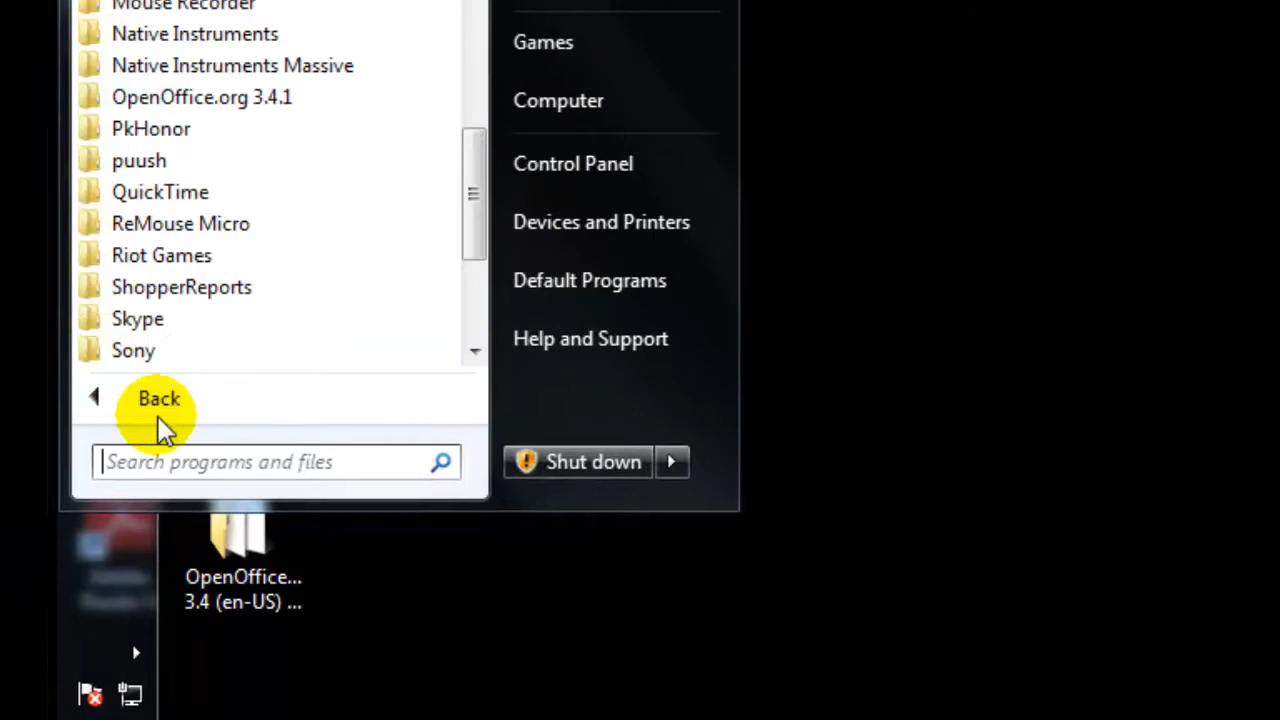 Mouse Recorder
Native Instruments
Native Instruments Massive
OpenOffice.org 3.4.1
PkHonor
puush
QuickTime
ReMouse Micro
Riot Games
ShopperReports
Skype
Sony
Back
Search programs and files
Games
Computer
Control Panel
Devices and Printers
Default Programs
Help and Support
Shut down
OpenOffice...
3.4 (en-US) ...